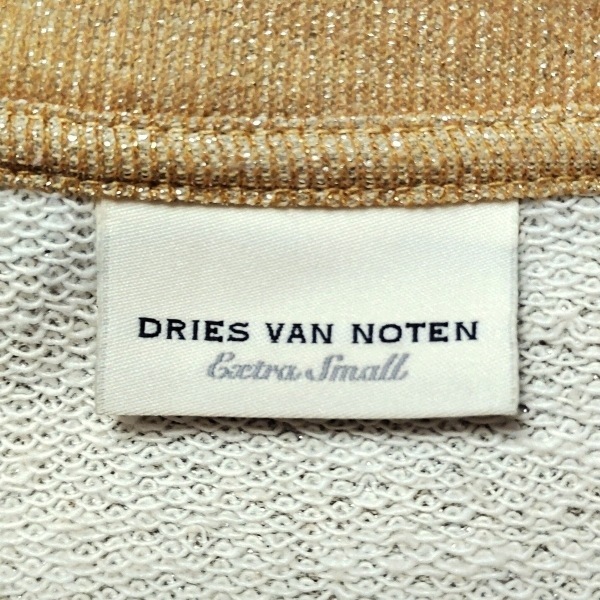 DRIES VAN NOTEN
Extra Small